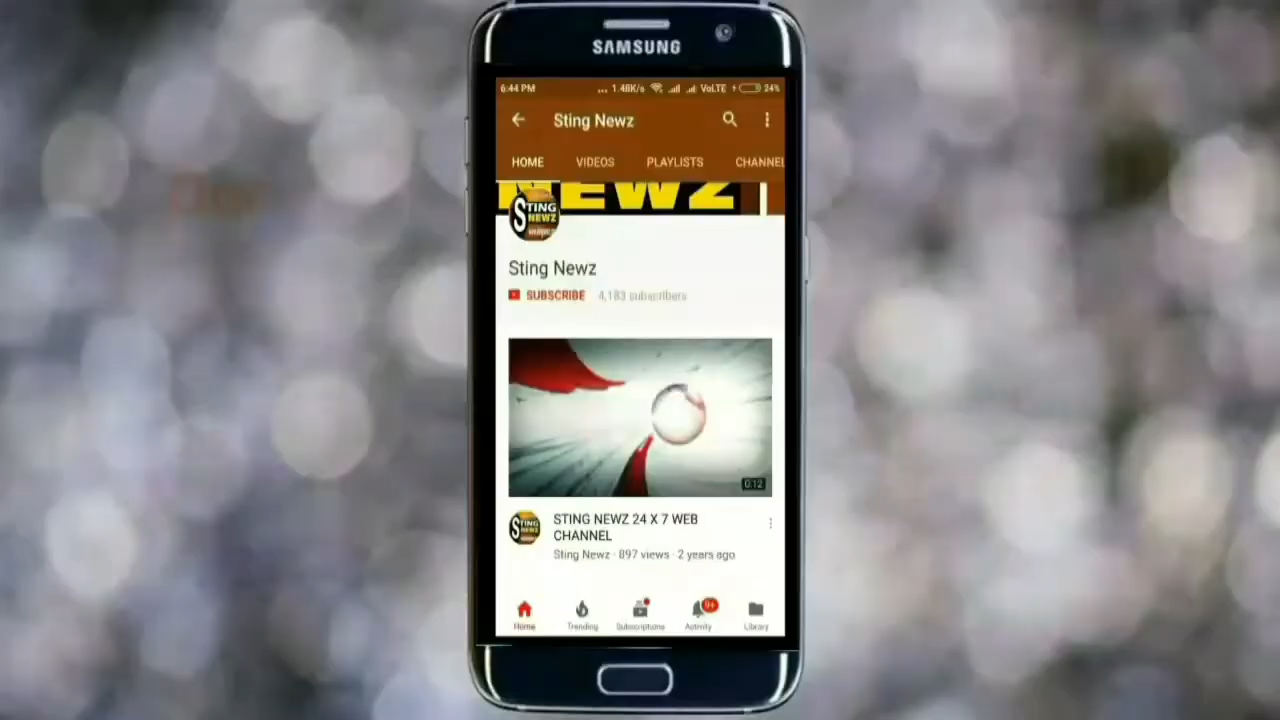 SAMSUNG
6:44 PM ... 1.48K/s VoLTE 24%
Sting Newz
HOME VIDEOS PLAYLISTS CHANNEL
NEWZ
STING
NEWZ
Sting Newz
SUBSCRIBE 4,183 subscribers
0:12
STING
NEWZ
STING NEWZ 24 X 7 WEB
CHANNEL
Sting Newz · 897 views · 2 years ago
9+
Home Trending Subscriptions Activity Library